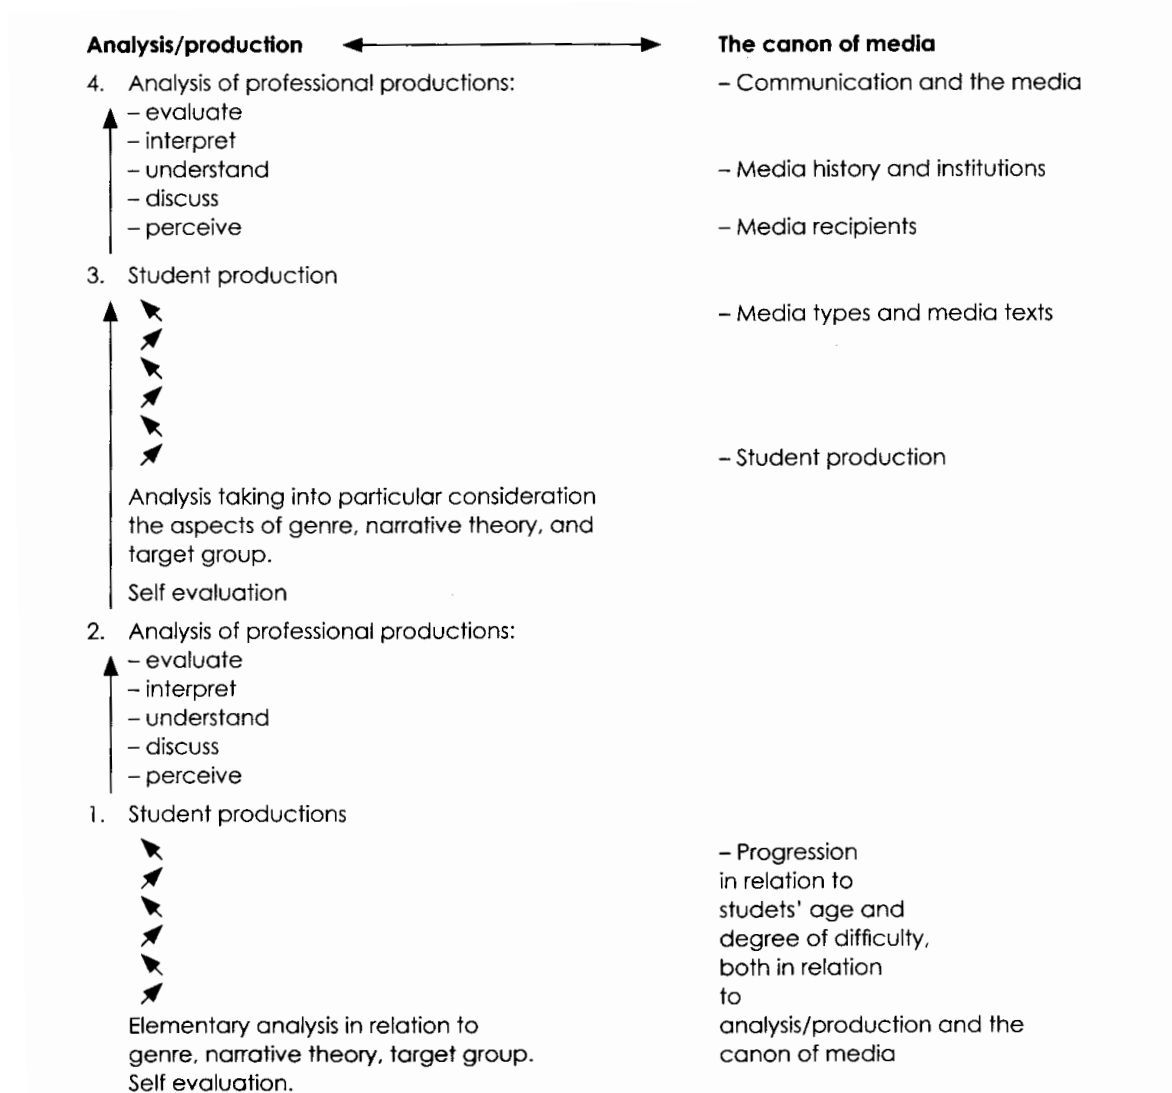 Analysis/production
The canon of media
4. Analysis of professional productions:
– evaluate
– interpret
– understand
– discuss
– perceive
– Communication and the media
– Media history and institutions
– Media recipients
3. Student production
– Media types and media texts
– Student production
Analysis taking into particular consideration
the aspects of genre, narrative theory, and
target group.
Self evaluation
2. Analysis of professional productions:
– evaluate
– interpret
– understand
– discuss
– perceive
1. Student productions
Elementary analysis in relation to
genre, narrative theory, target group.
Self evaluation.
– Progression
in relation to
studets' age and
degree of difficulty,
both in relation
to
analysis/production and the
canon of media